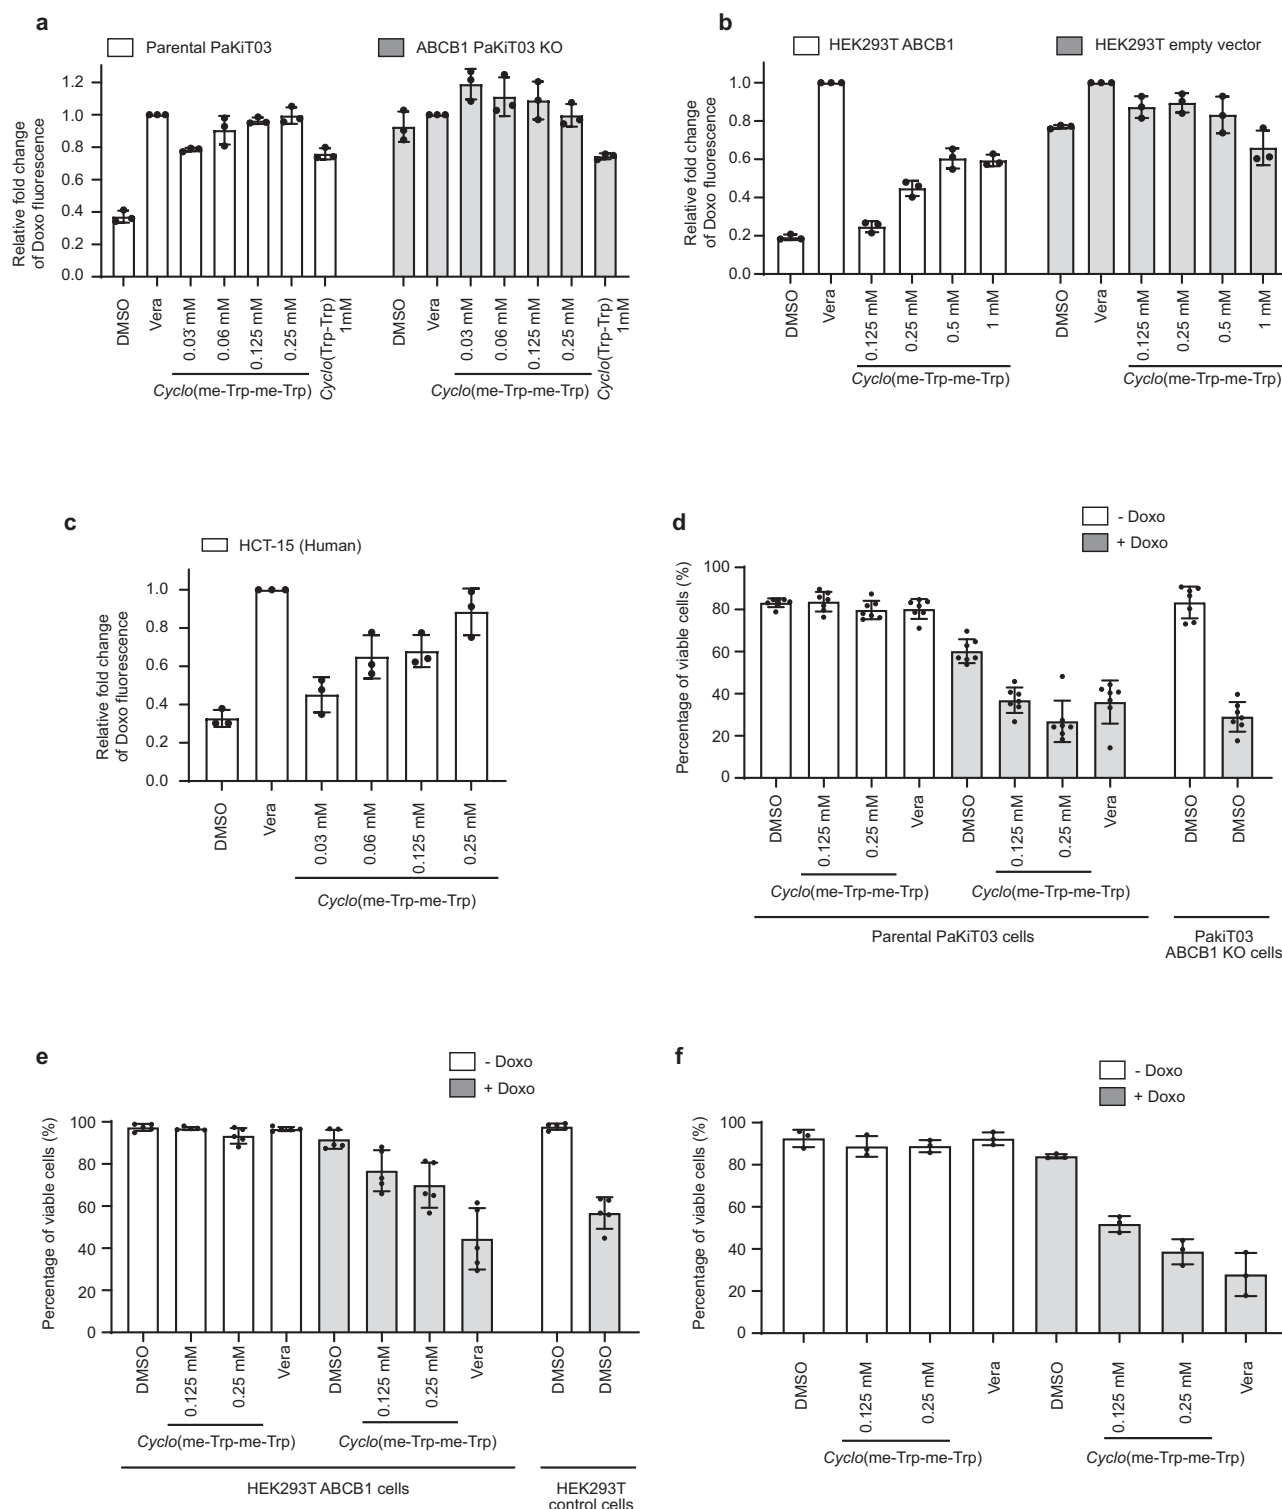 a
Parental PaKiT03
ABCB1 PaKiT03 KO
Relative fold change
of Doxo fluorescence
1.2
1.0
0.8
0.6
0.4
0.2
0.0
DMSO
Vera
0.03 mM
0.06 mM
0.125 mM
0.25 mM
Cyclo(Trp-Trp)
1mM
DMSO
Vera
0.03 mM
0.06 mM
0.125 mM
0.25 mM
Cyclo(Trp-Trp)
1mM
Cyclo(me-Trp-me-Trp)
Cyclo(me-Trp-me-Trp)
b
HEK293T ABCB1
HEK293T empty vector
Relative fold change
of Doxo fluorescence
1.0
0.8
0.6
0.4
0.2
0.0
DMSO
Vera
0.125 mM
0.25 mM
0.5 mM
1 mM
DMSO
Vera
0.125 mM
0.25 mM
0.5 mM
1 mM
Cyclo(me-Trp-me-Trp)
Cyclo(me-Trp-me-Trp)
c
HCT-15 (Human)
Relative fold change
of Doxo fluorescence
1.0
0.8
0.6
0.4
0.2
0.0
DMSO
Vera
0.03 mM
0.06 mM
0.125 mM
0.25 mM
Cyclo(me-Trp-me-Trp)
d
- Doxo
+ Doxo
Percentage of viable cells (%)
100
80
60
40
20
0
DMSO
0.125 mM
0.25 mM
Vera
DMSO
0.125 mM
0.25 mM
Vera
DMSO
DMSO
Cyclo(me-Trp-me-Trp)
Cyclo(me-Trp-me-Trp)
Parental PaKiT03 cells
PakiT03
ABCB1 KO cells
e
- Doxo
+ Doxo
Percentage of viable cells (%)
100
80
60
40
20
0
DMSO
0.125 mM
0.25 mM
Vera
DMSO
0.125 mM
0.25 mM
Vera
DMSO
DMSO
Cyclo(me-Trp-me-Trp)
Cyclo(me-Trp-me-Trp)
HEK293T ABCB1 cells
HEK293T
control cells
f
- Doxo
+ Doxo
Percentage of viable cells (%)
100
80
60
40
20
0
DMSO
0.125 mM
0.25 mM
Vera
DMSO
0.125 mM
0.25 mM
Vera
Cyclo(me-Trp-me-Trp)
Cyclo(me-Trp-me-Trp)